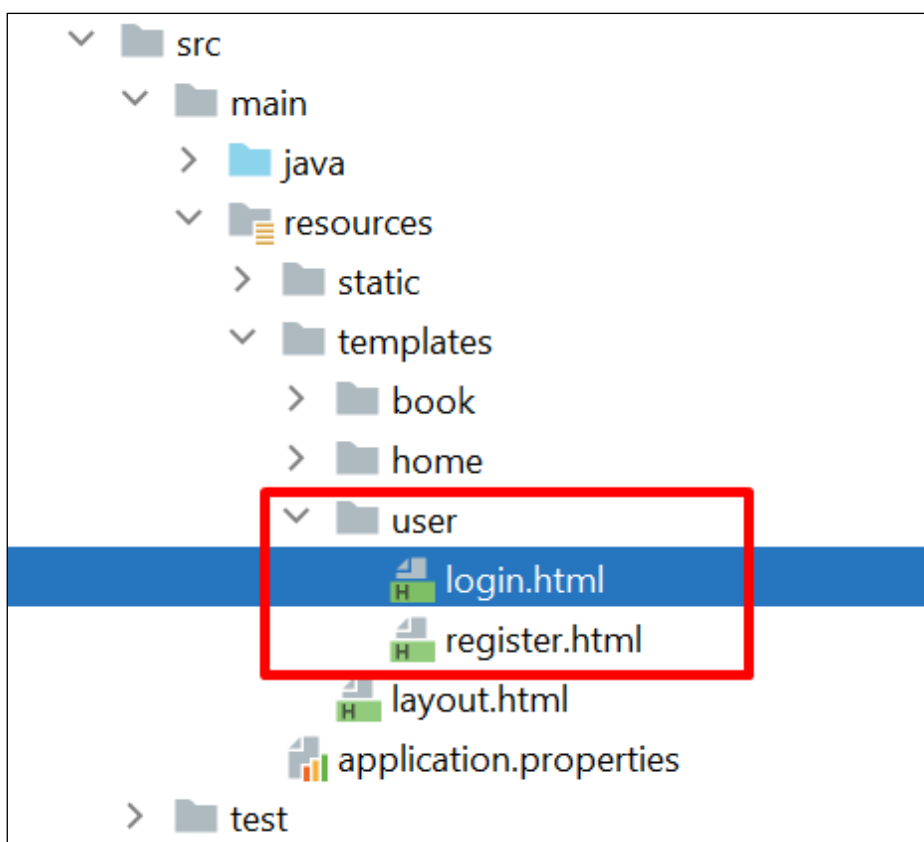 src
main
java
resources
static
templates
book
home
user
H login.html
H register.html
H layout.html
application.properties
test